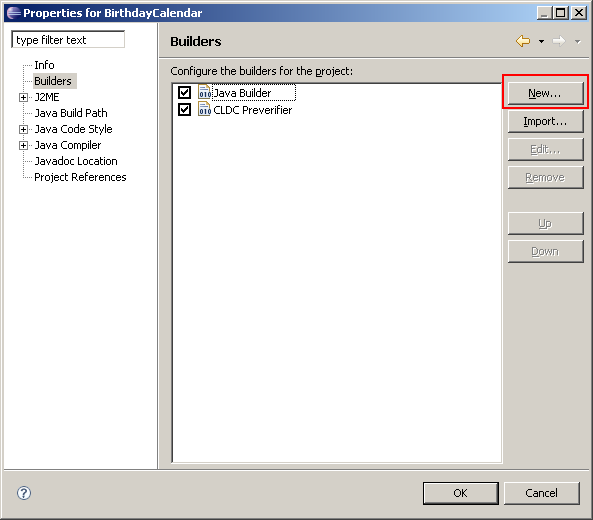 Properties for BirthdayCalendar
type filter text
Info
Builders
J2ME
Java Build Path
Java Code Style
Java Compiler
Javadoc Location
Project References
Builders
Configure the builders for the project:
Java Builder
CLDC Preverifier
New...
Import...
Edit...
Remove
Up
Down
OK
Cancel